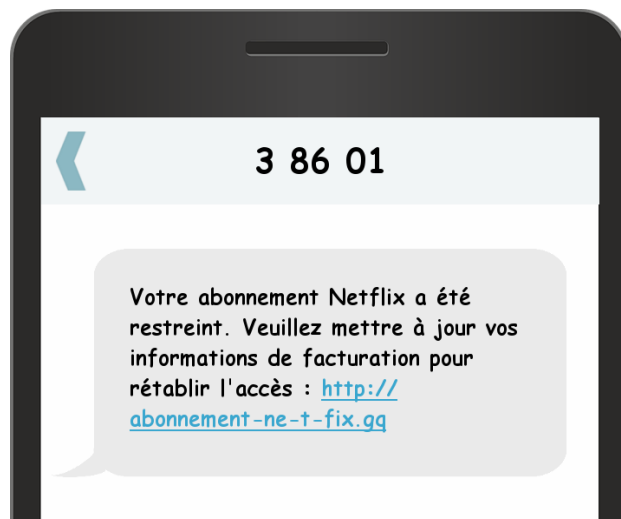 3 86 01
Votre abonnement Netflix a été
restreint. Veuillez mettre à jour vos
informations de facturation pour
rétablir l'accès : http://
abonnement-ne-t-fix.gq